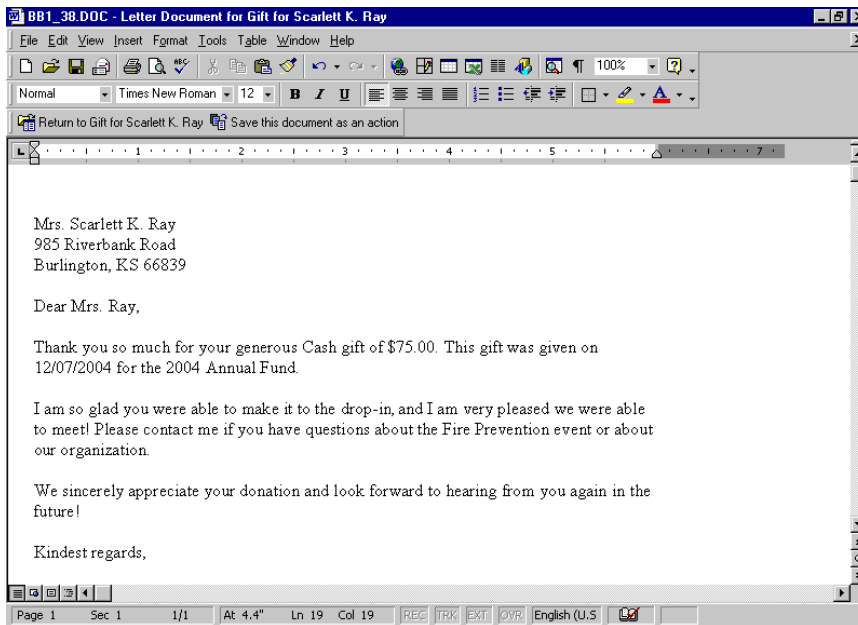 BB1_38.DOC - Letter Document for Gift for Scarlett K. Ray
File Edit View Insert Format Tools Table Window Help
100%
Normal Times New Roman 12 B I U A
Return to Gift for Scarlett K. Ray Save this document as an action
1 2 3 4 5 7
Mrs. Scarlett K. Ray
985 Riverbank Road
Burlington, KS 66839
Dear Mrs. Ray,
Thank you so much for your generous Cash gift of $75.00. This gift was given on
12/07/2004 for the 2004 Annual Fund.
I am so glad you were able to make it to the drop-in, and I am very pleased we were able
to meet! Please contact me if you have questions about the Fire Prevention event or about
our organization.
We sincerely appreciate your donation and look forward to hearing from you again in the
future!
Kindest regards,
Page 1 Sec 1 1/1 At 4.4" Ln 19 Col 19 REC TRK EXT OVR English (U.S